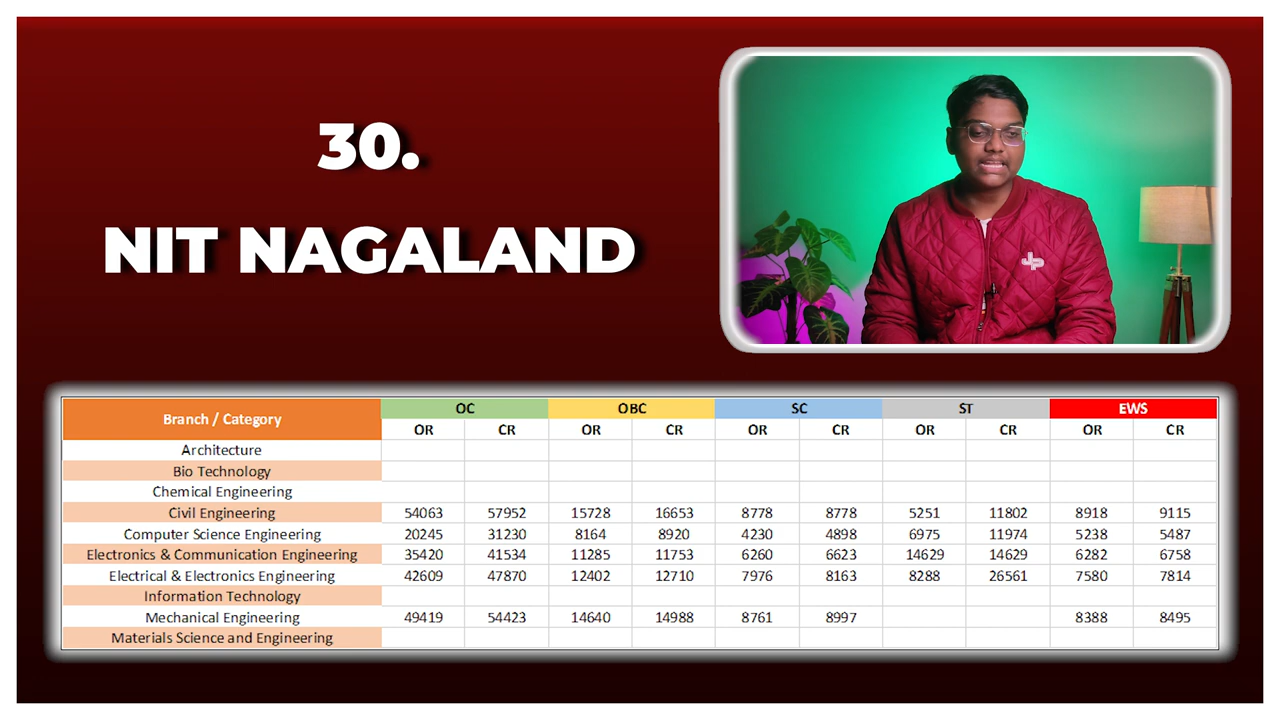 30.
NIT NAGALAND
JP
Branch / Category OC OBC SC ST EWS
OR CR OR CR OR CR OR CR OR CR
Architecture
Bio Technology
Chemical Engineering
Civil Engineering 54063 57952 15728 16653 8778 8778 5251 11802 8918 9115
Computer Science Engineering 20245 31230 8164 8920 4230 4898 6975 11974 5238 5487
Electronics & Communication Engineering 35420 41534 11285 11753 6260 6623 14629 14629 6282 6758
Electrical & Electronics Engineering 42609 47870 12402 12710 7976 8163 8288 26561 7580 7814
Information Technology
Mechanical Engineering 49419 54423 14640 14988 8761 8997 8388 8495
Materials Science and Engineering